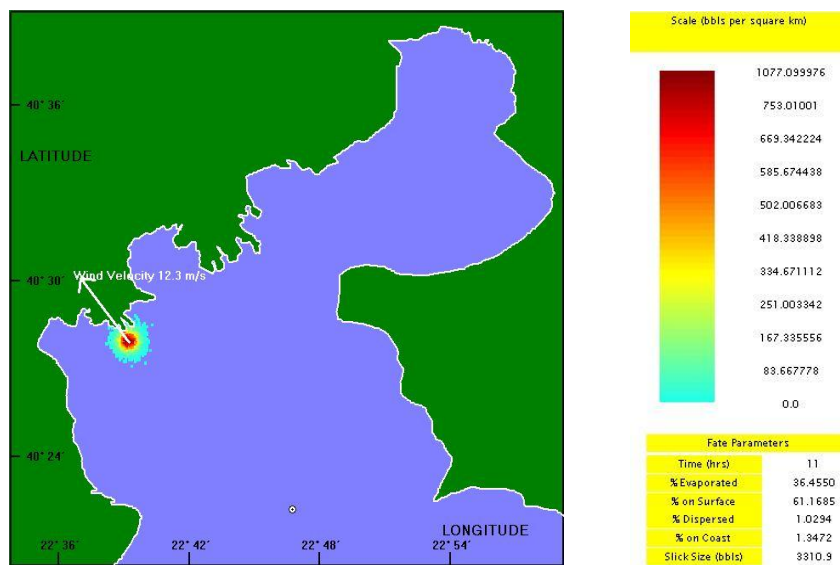 Scale (bbls per square km)
1077.099976
753.01001
669.342224
585.674438
502.006683
418.338898
334.671112
251.003342
167.335556
83.667778
0.0
40° 36'
LATITUDE
Wind Velocity 12.3 m/s
40° 30'
40° 24'
LONGITUDE
22° 36' 22° 42' 22° 48' 22° 54'
Fate Parameters
Time (hrs) 11
% Evaporated 36.4550
% on Surface 61.1685
% Dispersed 1.0294
% on Coast 1.3472
Slick Size (bbls) 3310.9